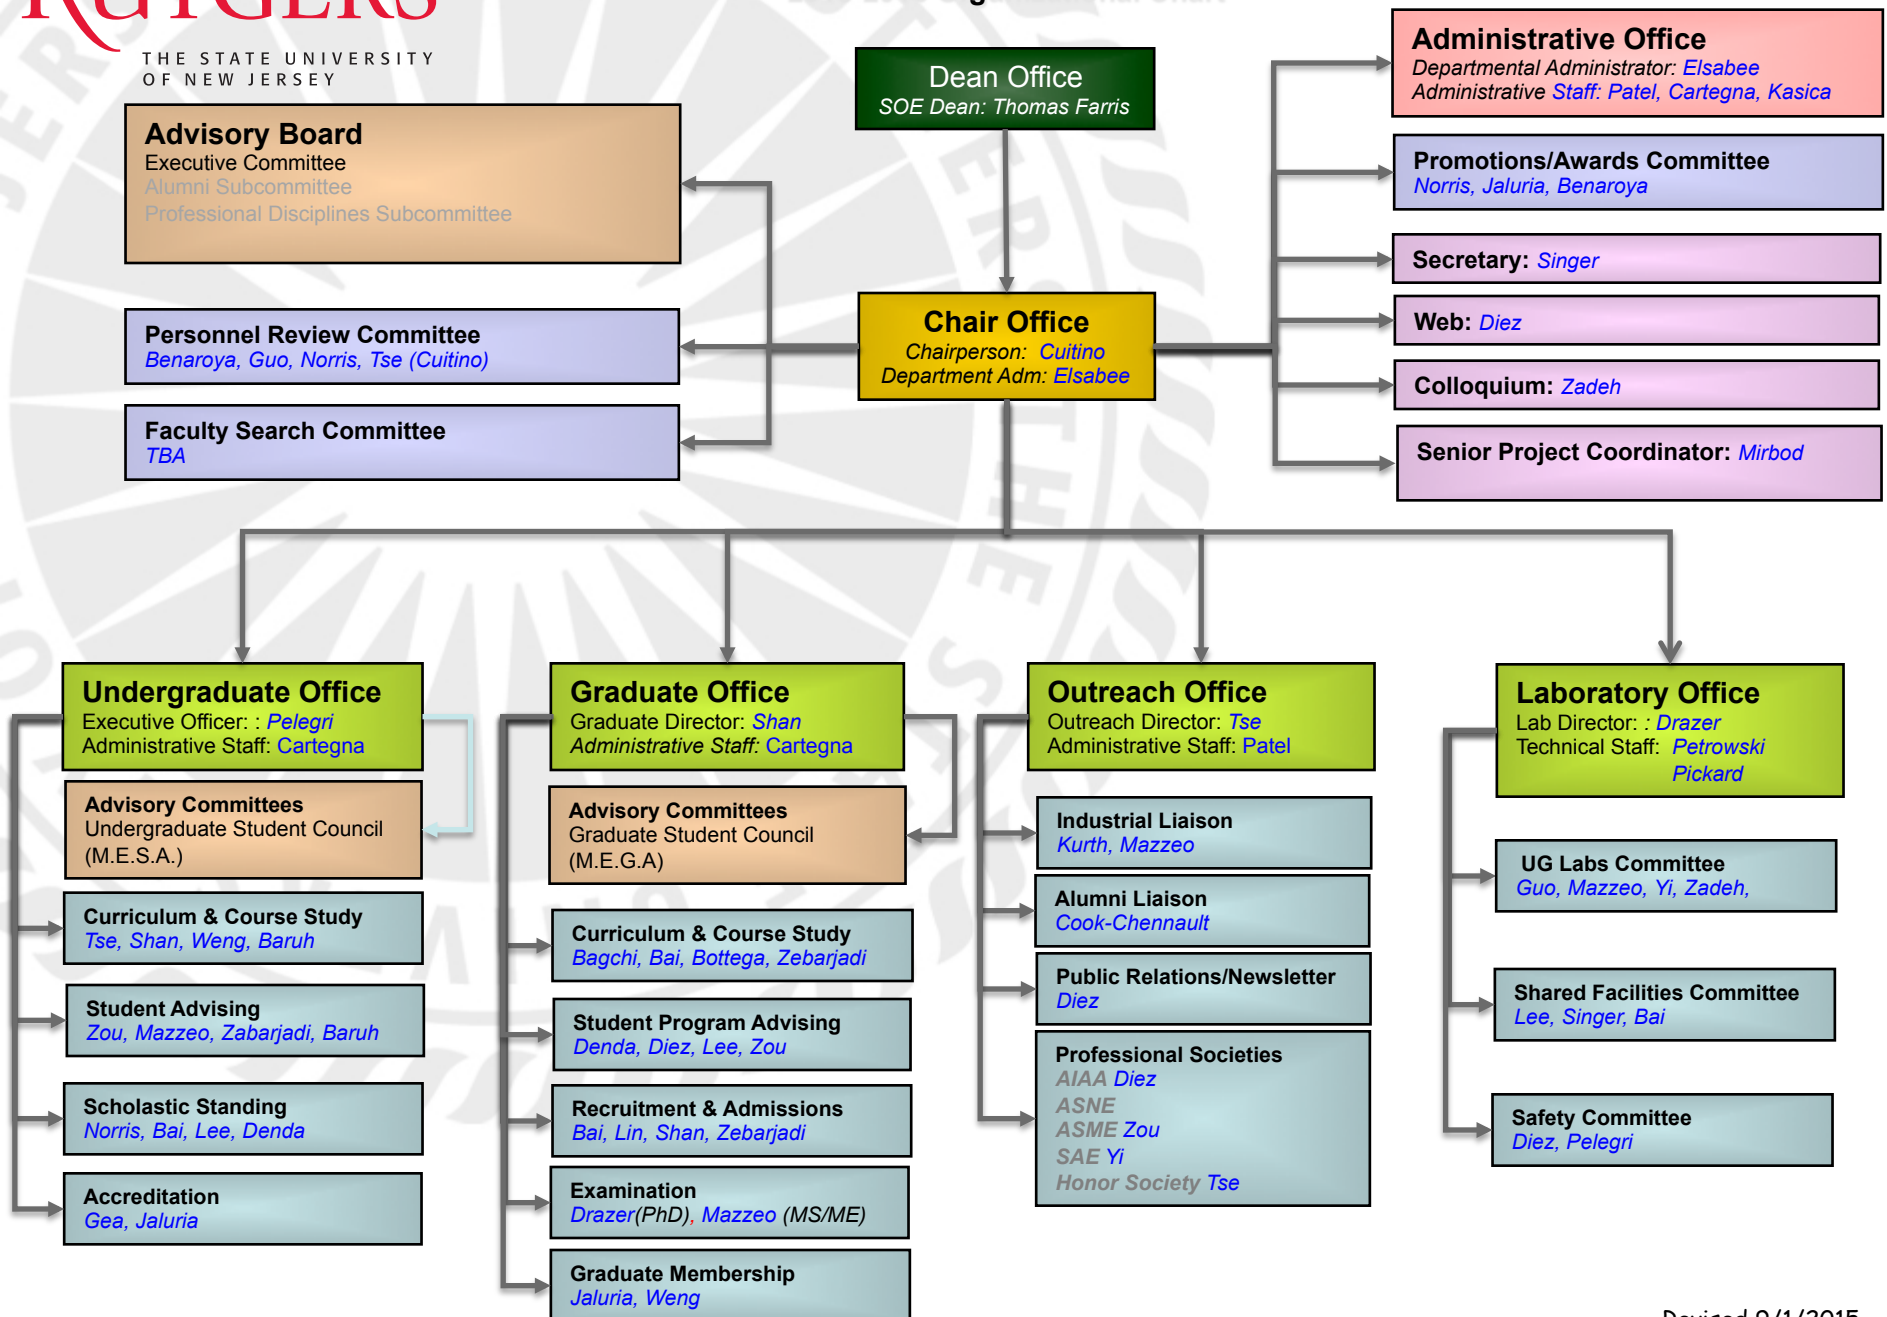 RUTGERS
THE STATE UNIVERSITY
OF NEW JERSEY
Dean Office
SOE Dean: Thomas Farris
Administrative Office
Departmental Administrator: Elsabee
Administrative Staff: Patel, Cartegna, Kasica
Advisory Board
Executive Committee
Alumni Subcommittee
Professional Disciplines Subcommittee
Promotions/Awards Committee
Norris, Jaluria, Benaroya
Secretary: Singer
Chair Office
Chairperson: Cuitino
Department Adm: Elsabee
Personnel Review Committee
Benaroya, Guo, Norris, Tse (Cuitino)
Web: Diez
Colloquium: Zadeh
Faculty Search Committee
TBA
Senior Project Coordinator: Mirbod
Undergraduate Office
Executive Officer: : Pelegri
Administrative Staff: Cartegna
Advisory Committees
Undergraduate Student Council
(M.E.S.A.)
Curriculum & Course Study
Tse, Shan, Weng, Baruh
Student Advising
Zou, Mazzeo, Zabarjadi, Baruh
Scholastic Standing
Norris, Bai, Lee, Denda
Accreditation
Gea, Jaluria
Graduate Office
Graduate Director: Shan
Administrative Staff: Cartegna
Advisory Committees
Graduate Student Council
(M.E.G.A)
Curriculum & Course Study
Bagchi, Bai, Bottega, Zebarjadi
Student Program Advising
Denda, Diez, Lee, Zou
Recruitment & Admissions
Bai, Lin, Shan, Zebarjadi
Examination
Drazer(PhD), Mazzeo (MS/ME)
Graduate Membership
Jaluria, Weng
Outreach Office
Outreach Director: Tse
Administrative Staff: Patel
Industrial Liaison
Kurth, Mazzeo
Alumni Liaison
Cook-Chennault
Public Relations/Newsletter
Diez
Professional Societies
AIAA Diez
ASNE
ASME Zou
SAE Yi
Honor Society Tse
Laboratory Office
Lab Director: : Drazer
Technical Staff: Petrowski
Pickard
UG Labs Committee
Guo, Mazzeo, Yi, Zadeh,
Shared Facilities Committee
Lee, Singer, Bai
Safety Committee
Diez, Pelegri
Revised 9/1/2015